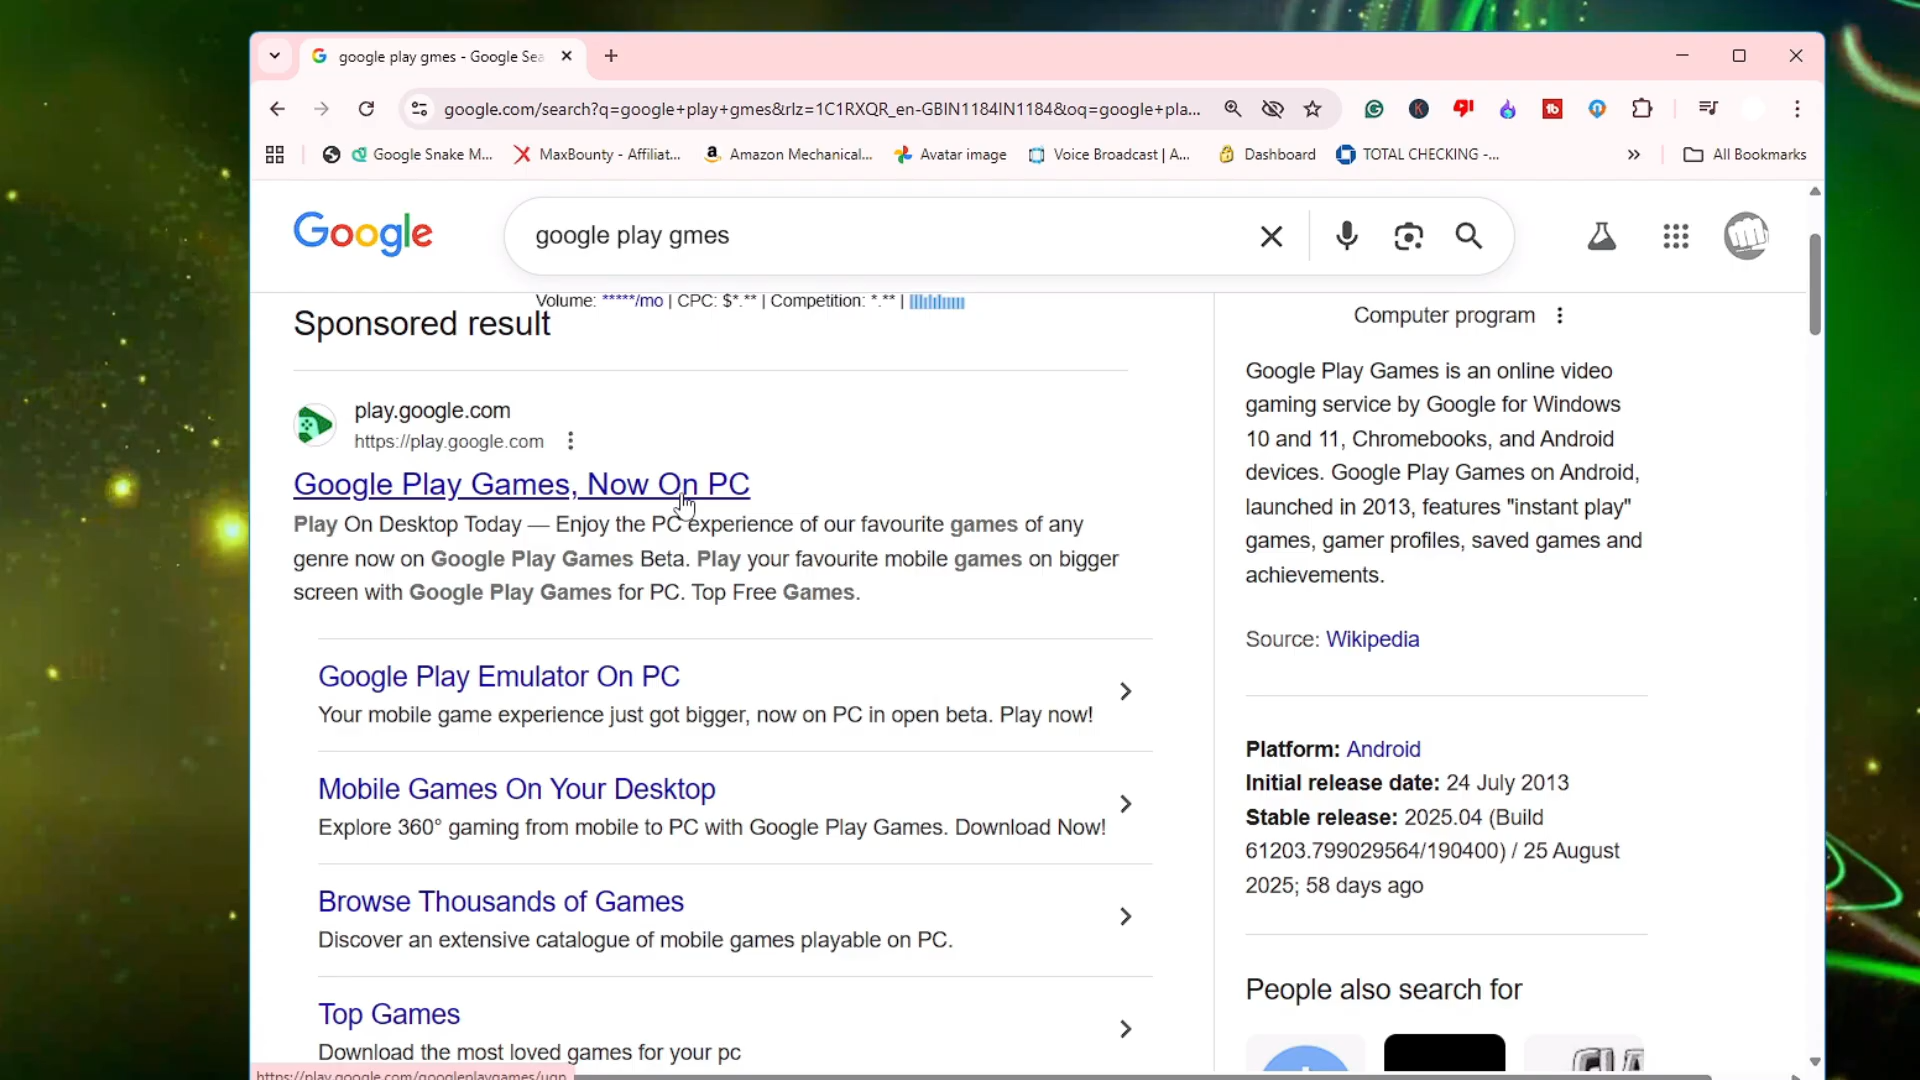 google play gmes - Google Sea
google.com/search?q=google+play+gmes&rlz=1C1RXQR_en-GBIN1184IN1184&oq=google+pla...
Google Snake M...
MaxBounty - Affiliat...
Amazon Mechanical...
Avatar image
Voice Broadcast | A...
Dashboard
TOTAL CHECKING -...
All Bookmarks
Google
google play gmes
Volume: *****/mo | CPC: $*.** | Competition: *.** |
Sponsored result
play.google.com
https://play.google.com
Google Play Games, Now On PC
Play On Desktop Today — Enjoy the PC experience of our favourite games of any
genre now on Google Play Games Beta. Play your favourite mobile games on bigger
screen with Google Play Games for PC. Top Free Games.
Google Play Emulator On PC
Your mobile game experience just got bigger, now on PC in open beta. Play now!
Mobile Games On Your Desktop
Explore 360° gaming from mobile to PC with Google Play Games. Download Now!
Browse Thousands of Games
Discover an extensive catalogue of mobile games playable on PC.
Top Games
Download the most loved games for your pc
https://play.google.com/googleplaygames/ugp
Computer program
Google Play Games is an online video
gaming service by Google for Windows
10 and 11, Chromebooks, and Android
devices. Google Play Games on Android,
launched in 2013, features "instant play"
games, gamer profiles, saved games and
achievements.
Source: Wikipedia
Platform: Android
Initial release date: 24 July 2013
Stable release: 2025.04 (Build
61203.799029564/190400) / 25 August
2025; 58 days ago
People also search for